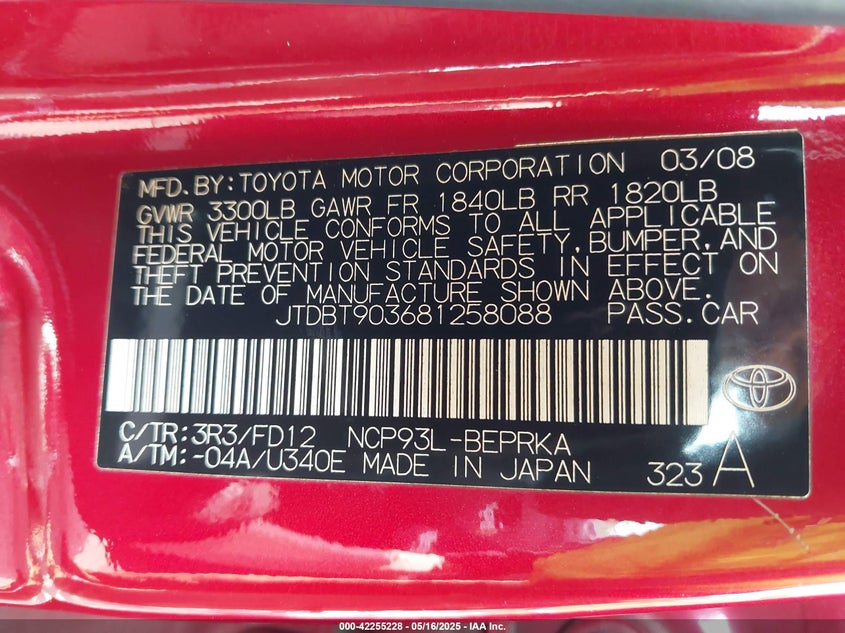 MFD.BY:TOYOTA MOTOR CORPORATION 03/08
GVWR 3300LB GAWR FR 1840LB RR 1820LB
THIS VEHICLE CONFORMS TO ALL APPLICABLE
FEDERAL MOTOR VEHICLE SAFETY,BUMPER,AND
THEFT PREVENTION STANDARDS IN EFFECT ON
THE DATE OF MANUFACTURE SHOWN ABOVE.
JTDBT903681258088 PASS.CAR
C/TR:3R3/FD12 NCP93L-BEPRKA
A/TM:-04A/U340E MADE IN JAPAN 323 A
000-42255228 - 05/16/2025 - IAA Inc.